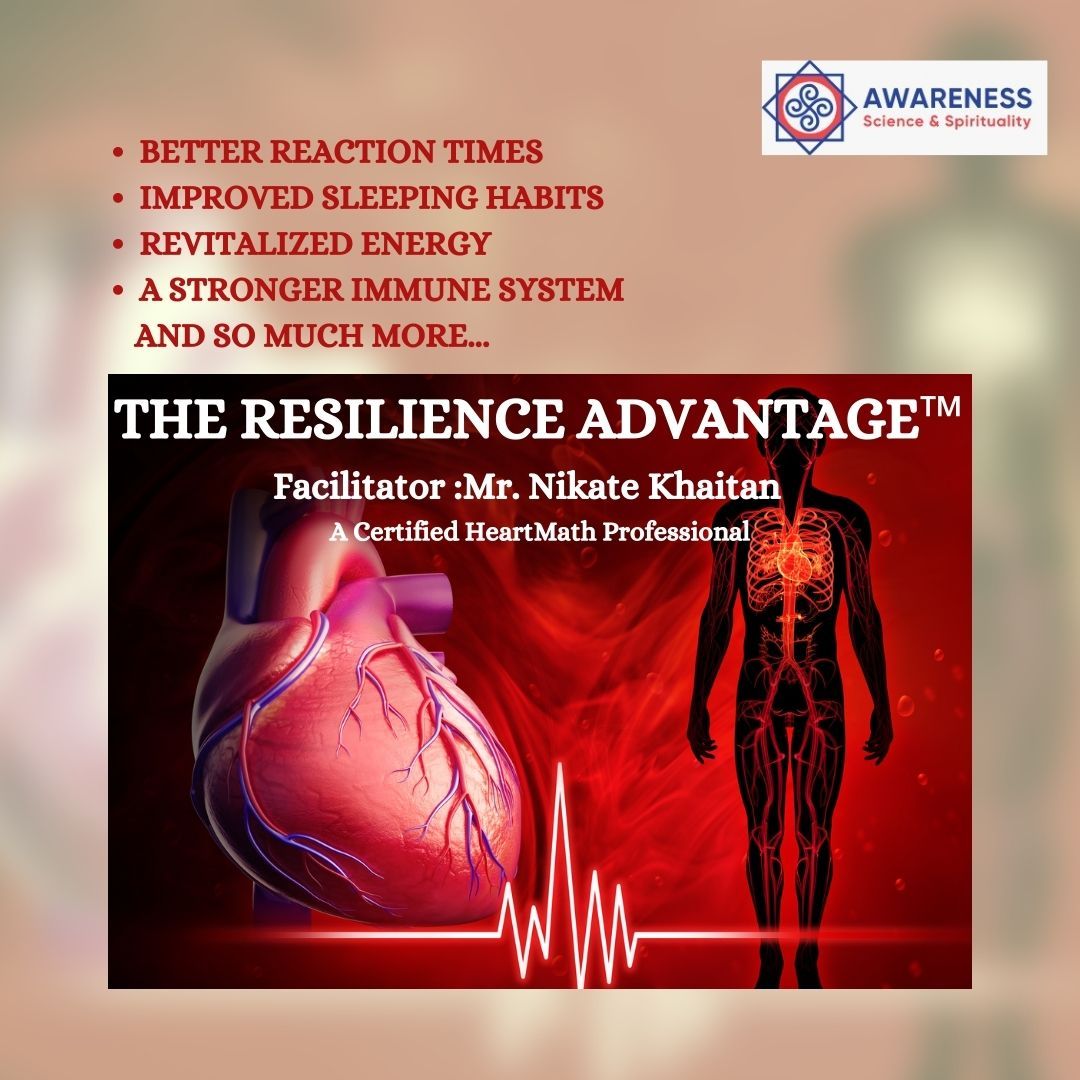 AWARENESS
Science & Spirituality
• BETTER REACTION TIMES
• IMPROVED SLEEPING HABITS
• REVITALIZED ENERGY
• A STRONGER IMMUNE SYSTEM
AND SO MUCH MORE...
THE RESILIENCE ADVANTAGE™
Facilitator :Mr. Nikate Khaitan
A Certified HeartMath Professional